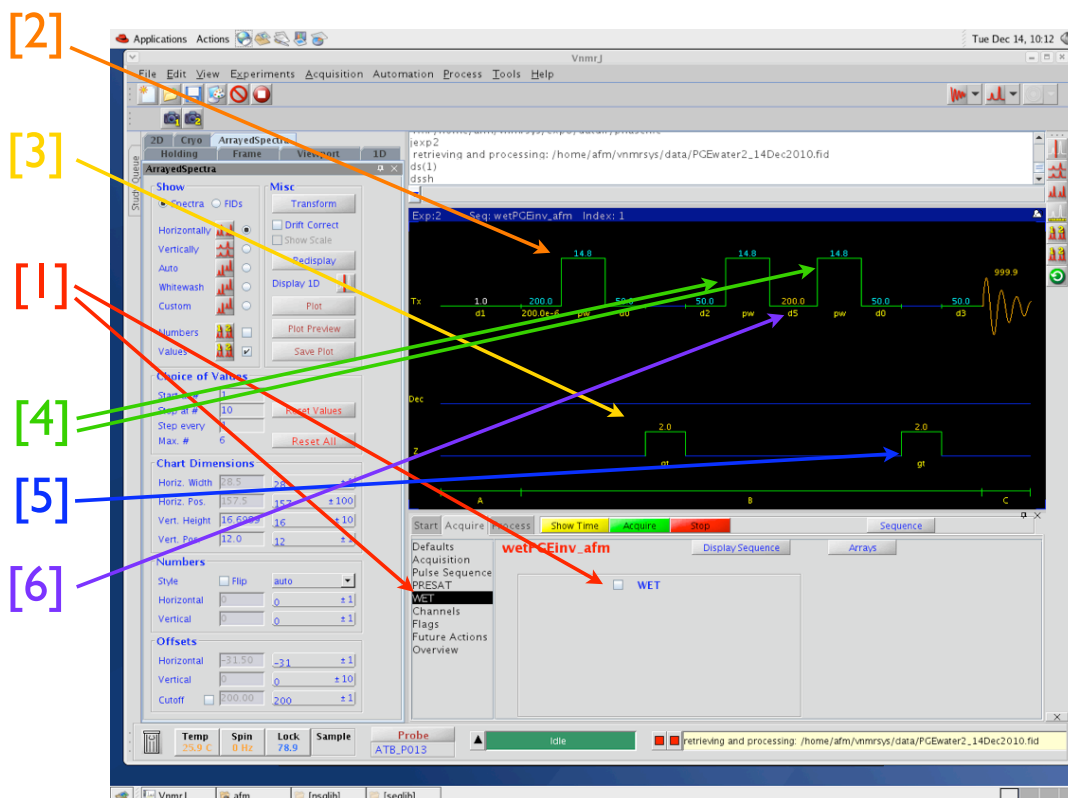 [2]
[3]
[1]
[4]
[5]
[6]
Applications Actions
Tue Dec 14, 10:12
VnmrJ
File Edit View Experiments Acquisition Automation Process Tools Help
Study Queue
2D Cryo ArrayedSpectra
Holding Frame Viewport 1D
ArrayedSpectra
Show
Spectra FIDs
Horizontally
Vertically
Auto
Whitewash
Custom
Numbers
Values
Misc
Transform
Drift Correct
Show Scale
Redisplay
Display 1D
Plot
Plot Preview
Save Plot
Choice of Values
Start at # 1
Stop at # 10 Reset Values
Step every
Max. # 6 Reset All
Chart Dimensions
Horiz. Width 28.5 28 ±1
Horiz. Pos. 157.5 157 ±100
Vert. Height 16.6999 16 ±10
Vert. Pos. 12.0 12 ±1
Numbers
Style Flip auto
Horizontal 0 0 ±1
Vertical 0 0 ±1
Offsets
Horizontal -31.50 -31 ±1
Vertical 0 0 ±10
Cutoff 200.00 200 ±1
jexp2
retrieving and processing: /home/afm/vnmrsys/data/PGEwater2_14Dec2010.fid
ds(1)
dssh
Exp:2 Seq: wetPGEinv_afm Index: 1
14.8 14.8 14.8
999.9
Tx 1.0 200.0 50.0 50.0 200.0 50.0 50.0
d1 200.0e-6 pw d0 d2 pw d5 pw d0 d3
Dec
2.0 2.0
Z gt gt
A B C
Start Acquire Process Show Time Acquire Stop Sequence
Defaults
Acquisition
Pulse Sequence
PRESAT
WET
Channels
Flags
Future Actions
Overview
wetPGEinv_afm Display Sequence Arrays
WET
Temp Spin Lock Sample
25.9 C 0 Hz 78.9
Probe
ATB_P013
Idle
retrieving and processing: /home/afm/vnmrsys/data/PGEwater2_14Dec2010.fid
VnmrJ afm [psglib] [seqlib]